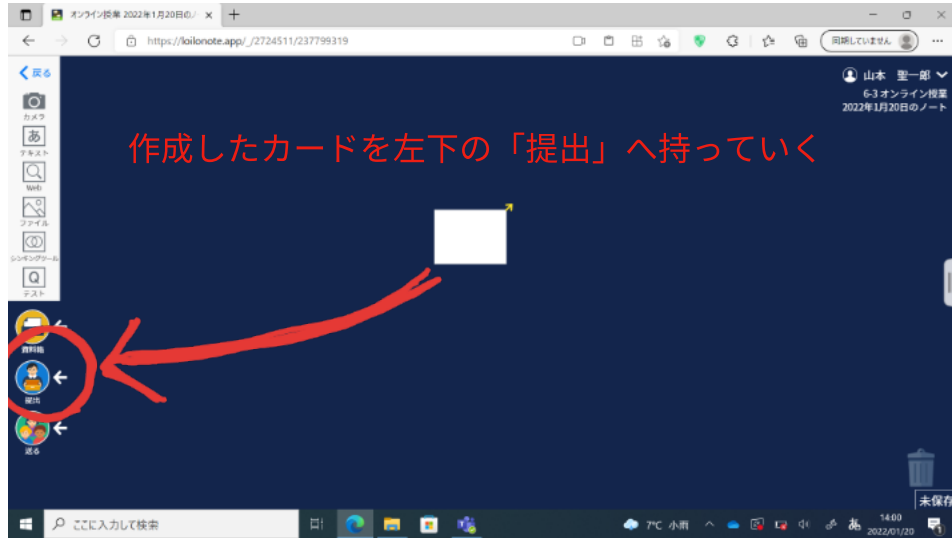 オンライン授業 2022年1月20日のノ
https://loilonote.app/_/2724511/237799319
同期していません
戻る
山本 聖一郎
6-3 オンライン授業
2022年1月20日のノート
カメラ
あ
テキスト
作成したカードを左下の「提出」へ持っていく
Web
ファイル
シンキングツール
Q
テスト
資料箱
提出
送る
未保存
ここに入力して検索
7°C 小雨
あ
14:00
2022/01/20
1